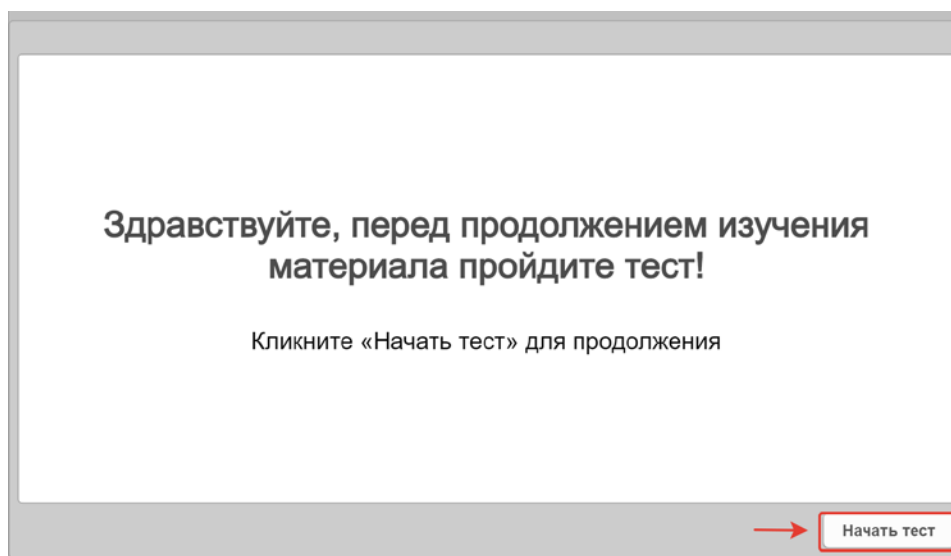 Здравствуйте, перед продолжением изучения
материала пройдите тест!
Кликните «Начать тест» для продолжения
Начать тест